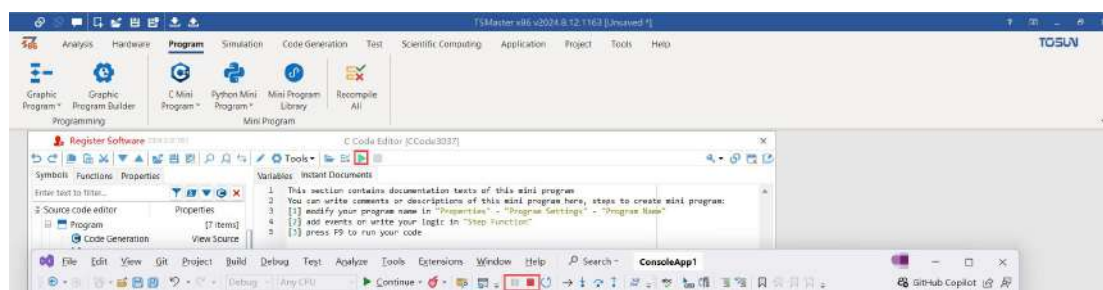 TSMaster x86 v2024.8.12.1163 [Unsaved *]
Analysis Hardware Program Simulation Code Generation Test Scientific Computing Application Project Tools Help
TOSUN
Graphic Program Graphic Program Builder C Mini Program Python Mini Program Mini Program Library Recompile All
Programming Mini Program
Register Software C Code Editor [CCode3037]
Tools
Symbols Functions Properties Variables Instant Documents
Enter text to filter...
1 This section contains documentation texts of this mini program
2 You can write comments or descriptions of this mini program here, steps to create mini program:
Source code editor Properties
3 [1] modify your program name in "Properties" - "Program Settings" - "Program Name"
Program [7 items]
4 [2] add events or write your logic in "Step Function"
Code Generation View Source
5 [3] press F9 to run your code
File Edit View Git Project Build Debug Test Analyze Tools Extensions Window Help Search ConsoleApp1
Debug Any CPU Continue GitHub Copilot